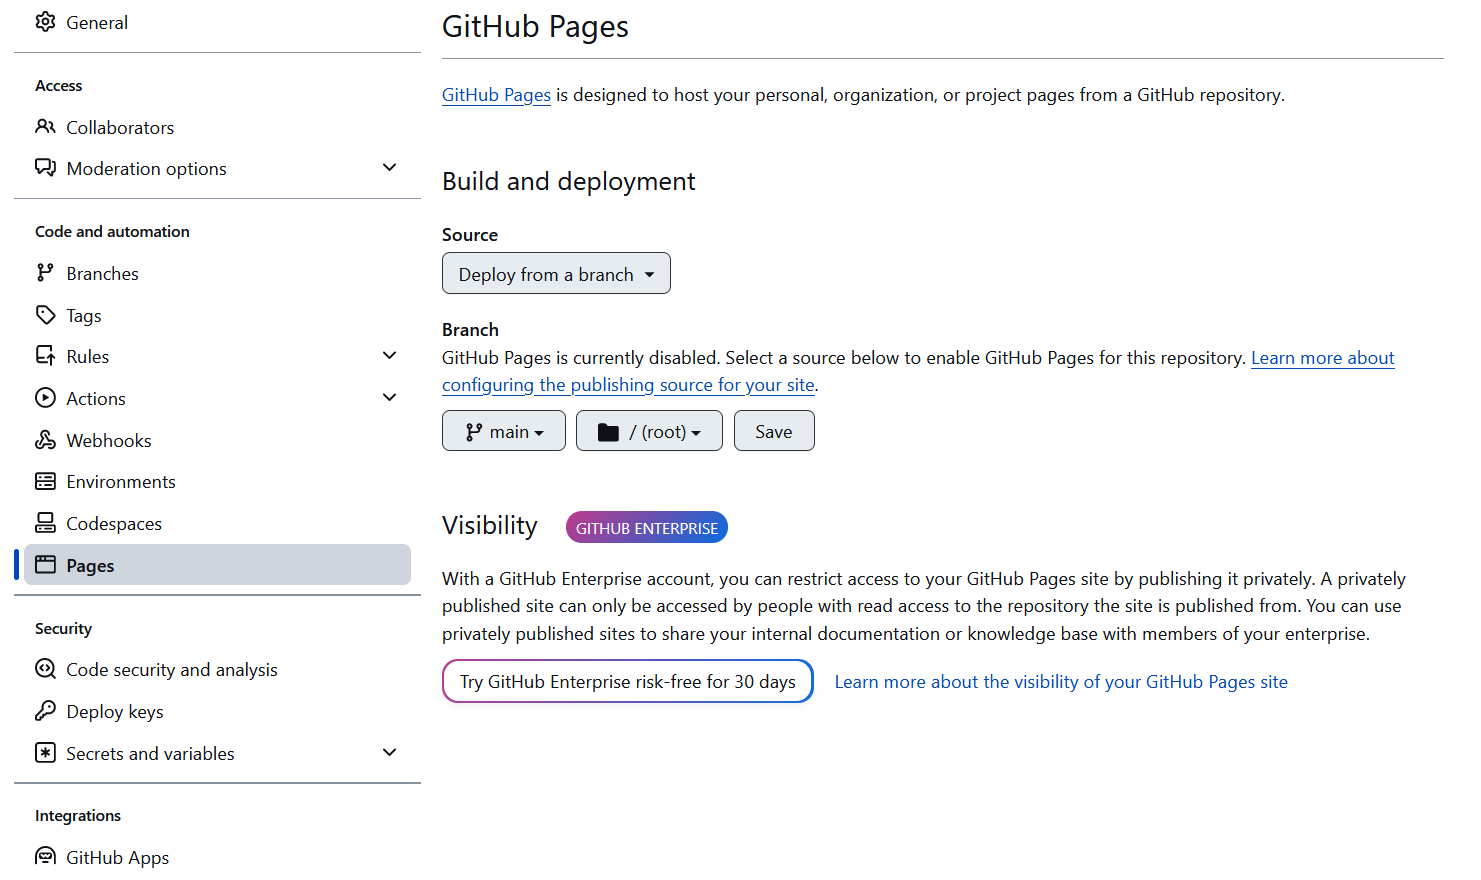 General
Access
Collaborators
Moderation options
Code and automation
Branches
Tags
Rules
Actions
Webhooks
Environments
Codespaces
Pages
Security
Code security and analysis
Deploy keys
Secrets and variables
Integrations
GitHub Apps
GitHub Pages
GitHub Pages is designed to host your personal, organization, or project pages from a GitHub repository.
Build and deployment
Source
Deploy from a branch
Branch
GitHub Pages is currently disabled. Select a source below to enable GitHub Pages for this repository. Learn more about
configuring the publishing source for your site.
main / (root) Save
Visibility GITHUB ENTERPRISE
With a GitHub Enterprise account, you can restrict access to your GitHub Pages site by publishing it privately. A privately
published site can only be accessed by people with read access to the repository the site is published from. You can use
privately published sites to share your internal documentation or knowledge base with members of your enterprise.
Try GitHub Enterprise risk-free for 30 days Learn more about the visibility of your GitHub Pages site